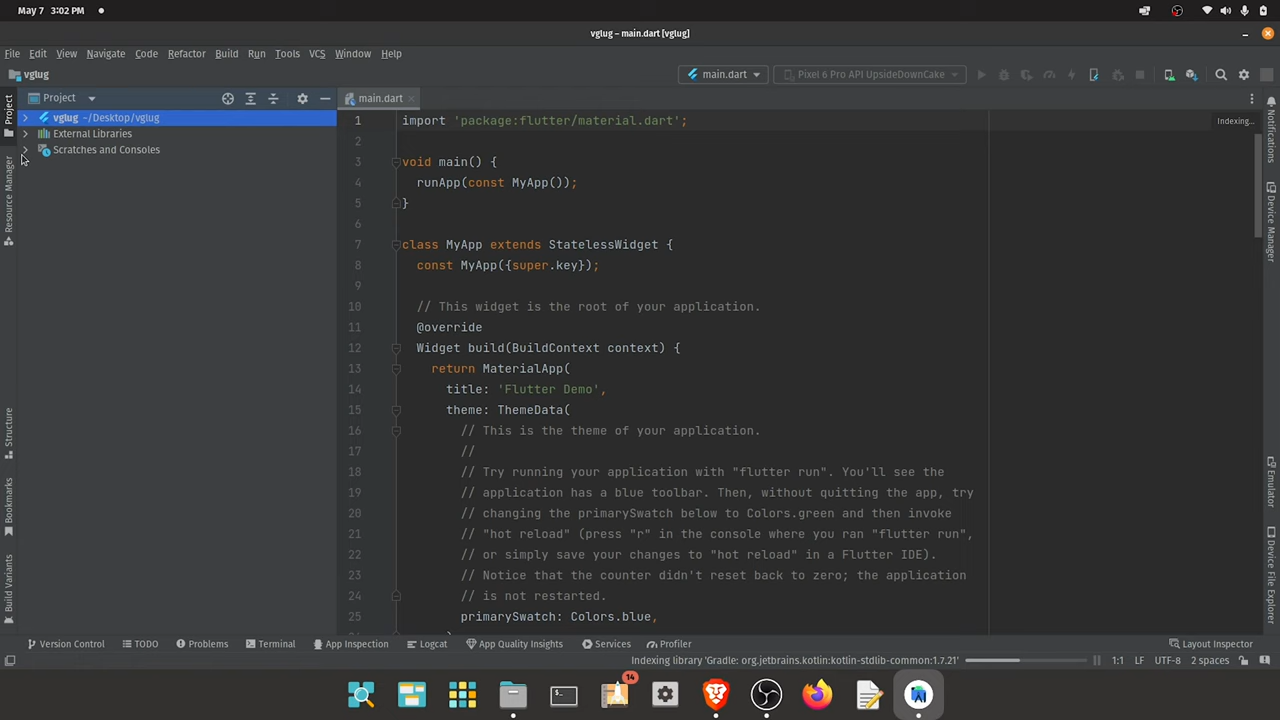 May 7 3:02 PM
vglug – main.dart [vglug]
File Edit View Navigate Code Refactor Build Run Tools VCS Window Help
vglug main.dart Pixel 6 Pro API UpsideDownCake
Project main.dart
vglug ~/Desktop/vglug
External Libraries
Scratches and Consoles
Project
Resource Manager
Structure
Bookmarks
Build Variants
1 import 'package:flutter/material.dart';
2
3 void main() {
4 runApp(const MyApp());
5 }
6
7 class MyApp extends StatelessWidget {
8 const MyApp({super.key});
9
10 // This widget is the root of your application.
11 @override
12 Widget build(BuildContext context) {
13 return MaterialApp(
14 title: 'Flutter Demo',
15 theme: ThemeData(
16 // This is the theme of your application.
17 //
18 // Try running your application with "flutter run". You'll see the
19 // application has a blue toolbar. Then, without quitting the app, try
20 // changing the primarySwatch below to Colors.green and then invoke
21 // "hot reload" (press "r" in the console where you ran "flutter run",
22 // or simply save your changes to "hot reload" in a Flutter IDE).
23 // Notice that the counter didn't reset back to zero; the application
24 // is not restarted.
25 primarySwatch: Colors.blue,
Indexing...
Notifications
Device Manager
Emulator
Device File Explorer
Version Control TODO Problems Terminal App Inspection Logcat App Quality Insights Services Profiler Layout Inspector
Indexing library 'Gradle: org.jetbrains.kotlin:kotlin-stdlib-common:1.7.21' 1:1 LF UTF-8 2 spaces
14